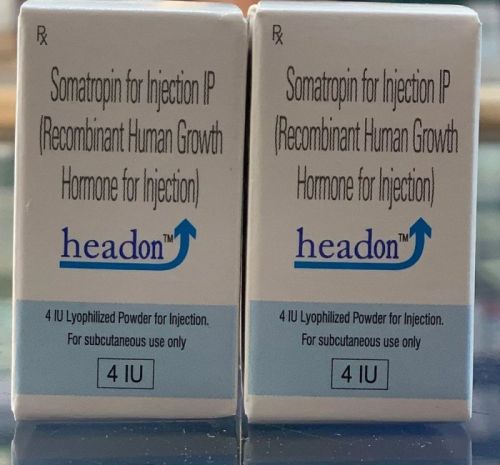 ℞
Somatropin for Injection IP
(Recombinant Human Growth
Hormone for Injection)
headon™
4 IU Lyophilized Powder for Injection.
For subcutaneous use only
4 IU
℞
Somatropin for Injection IP
(Recombinant Human Growth
Hormone for Injection)
headon™
4 IU Lyophilized Powder for Injection.
For subcutaneous use only
4 IU